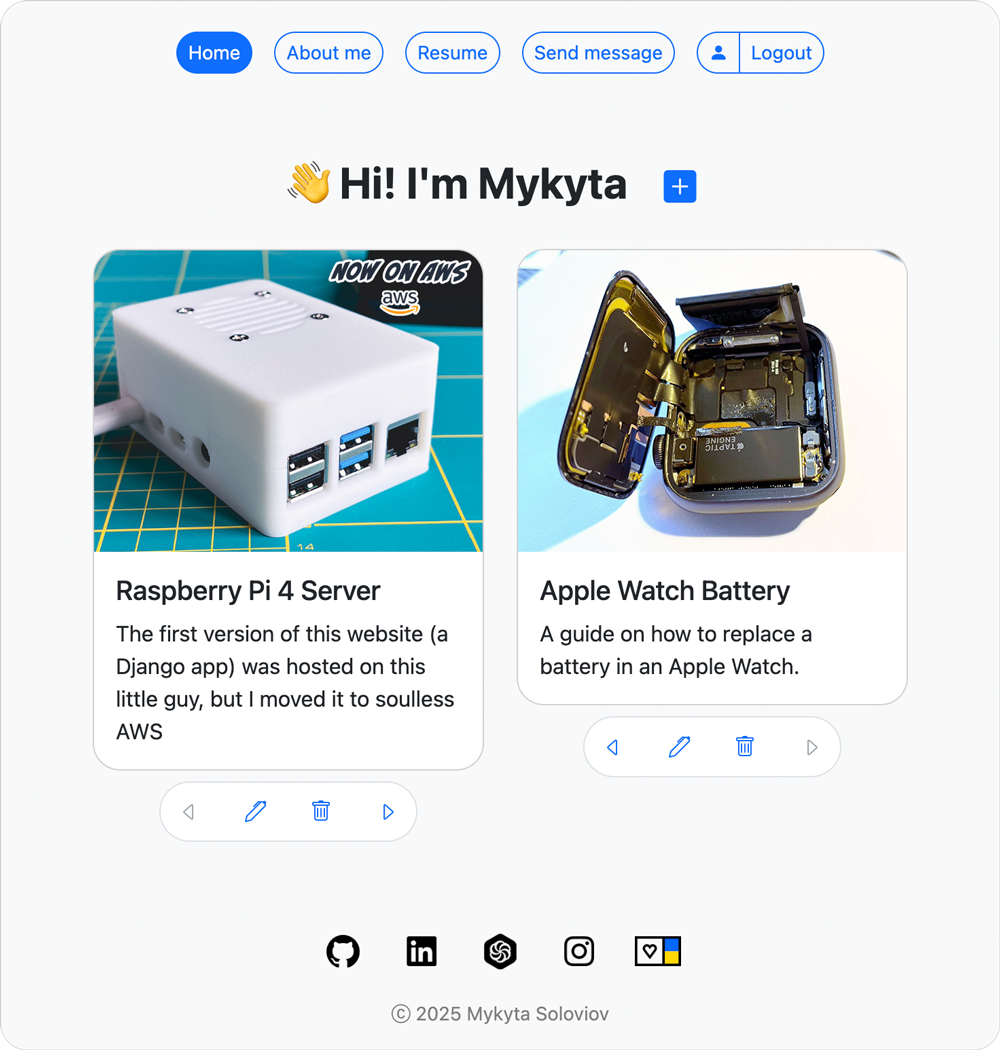 Home
About me
Resume
Send message
Logout
👋 Hi! I'm Mykyta
NOW ON AWS
aws
14
TAPTIC
ENGINE
Raspberry Pi 4 Server
The first version of this website (a
Django app) was hosted on this
little guy, but I moved it to soulless
AWS
Apple Watch Battery
A guide on how to replace a
battery in an Apple Watch.
in
© 2025 Mykyta Soloviov